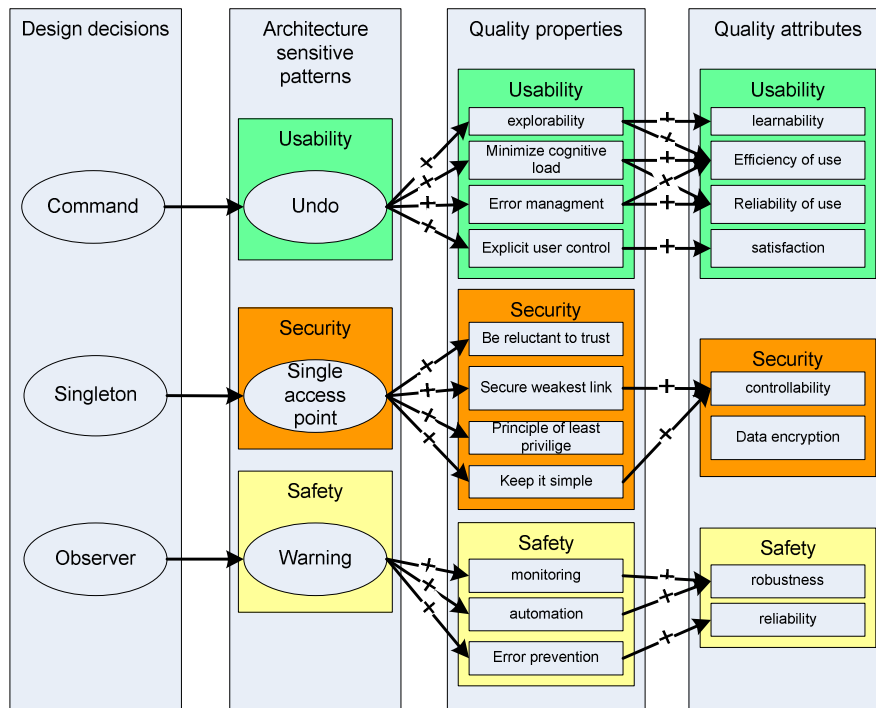 Design decisions
Command
Singleton
Observer
Architecture
sensitive
patterns
Usability
Undo
Security
Single
access
point
Safety
Warning
Quality properties
Usability
explorability
Minimize cognitive
load
Error managment
Explicit user control
Security
Be reluctant to trust
Secure weakest link
Principle of least
privilige
Keep it simple
Safety
monitoring
automation
Error prevention
Quality attributes
Usability
learnability
Efficiency of use
Reliability of use
satisfaction
Security
controllability
Data encryption
Safety
robustness
reliability